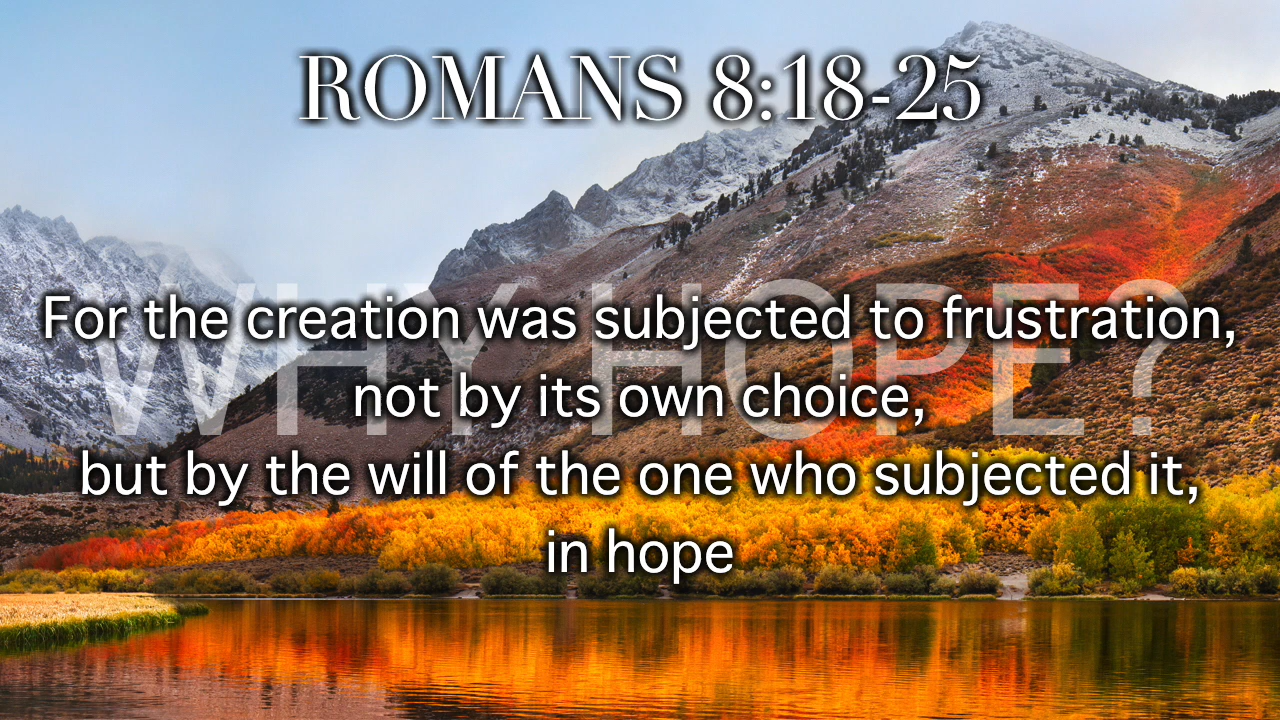 ROMANS 8:18-25
WHY HOPE?
For the creation was subjected to frustration,
not by its own choice,
but by the will of the one who subjected it,
in hope